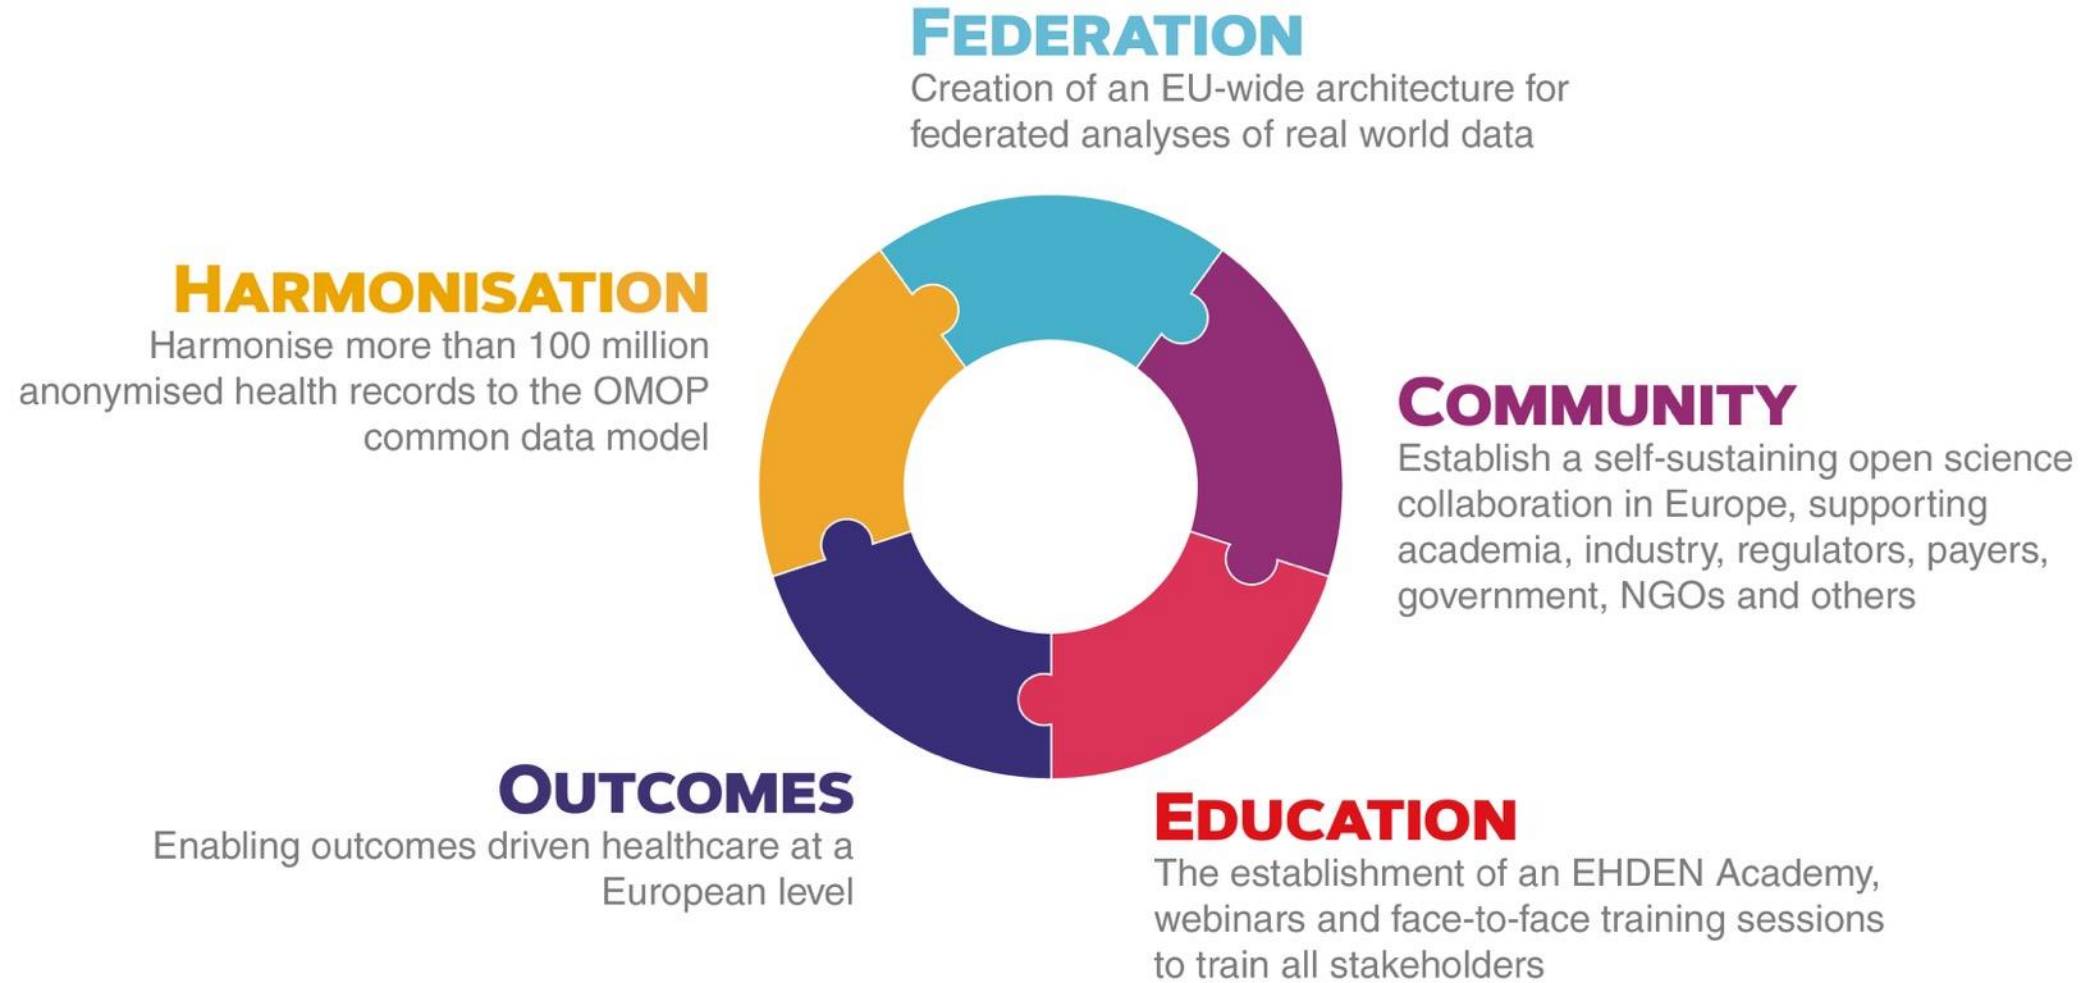 FEDERATION
Creation of an EU-wide architecture for
federated analyses of real world data
HARMONISATION
Harmonise more than 100 million
anonymised health records to the OMOP
common data model
COMMUNITY
Establish a self-sustaining open science
collaboration in Europe, supporting
academia, industry, regulators, payers,
government, NGOs and others
OUTCOMES
Enabling outcomes driven healthcare at a
European level
EDUCATION
The establishment of an EHDEN Academy,
webinars and face-to-face training sessions
to train all stakeholders